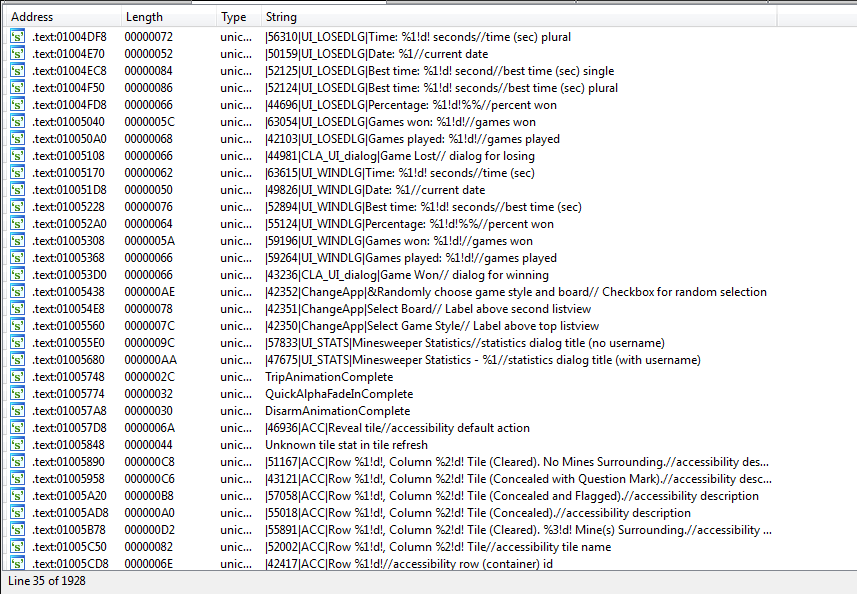 Address Length Type String
's' .text:01004DF8 00000072 unic... |56310|UI_LOSEDLG|Time: %1!d! seconds//time (sec) plural
's' .text:01004E70 00000052 unic... |50159|UI_LOSEDLG|Date: %1//current date
's' .text:01004EC8 00000084 unic... |52125|UI_LOSEDLG|Best time: %1!d! second//best time (sec) single
's' .text:01004F50 00000086 unic... |52124|UI_LOSEDLG|Best time: %1!d! seconds//best time (sec) plural
's' .text:01004FD8 00000066 unic... |44696|UI_LOSEDLG|Percentage: %1!d!%%//percent won
's' .text:01005040 0000005C unic... |63054|UI_LOSEDLG|Games won: %1!d!//games won
's' .text:010050A0 00000068 unic... |42103|UI_LOSEDLG|Games played: %1!d!//games played
's' .text:01005108 00000066 unic... |44981|CLA_UI_dialog|Game Lost// dialog for losing
's' .text:01005170 00000062 unic... |63615|UI_WINDLG|Time: %1!d! seconds//time (sec)
's' .text:010051D8 00000050 unic... |49826|UI_WINDLG|Date: %1//current date
's' .text:01005228 00000076 unic... |52894|UI_WINDLG|Best time: %1!d! seconds//best time (sec)
's' .text:010052A0 00000064 unic... |55124|UI_WINDLG|Percentage: %1!d!%%//percent won
's' .text:01005308 0000005A unic... |59196|UI_WINDLG|Games won: %1!d!//games won
's' .text:01005368 00000066 unic... |59264|UI_WINDLG|Games played: %1!d!//games played
's' .text:010053D0 00000066 unic... |43236|CLA_UI_dialog|Game Won// dialog for winning
's' .text:01005438 000000AE unic... |42352|ChangeApp|&Randomly choose game style and board// Checkbox for random selection
's' .text:010054E8 00000078 unic... |42351|ChangeApp|Select Board// Label above second listview
's' .text:01005560 0000007C unic... |42350|ChangeApp|Select Game Style// Label above top listview
's' .text:010055E0 0000009C unic... |57833|UI_STATS|Minesweeper Statistics//statistics dialog title (no username)
's' .text:01005680 000000AA unic... |47675|UI_STATS|Minesweeper Statistics - %1//statistics dialog title (with username)
's' .text:01005748 0000002C unic... TripAnimationComplete
's' .text:01005774 00000032 unic... QuickAlphaFadeInComplete
's' .text:010057A8 00000030 unic... DisarmAnimationComplete
's' .text:010057D8 0000006A unic... |46936|ACC|Reveal tile//accessibility default action
's' .text:01005848 00000044 unic... Unknown tile stat in tile refresh
's' .text:01005890 000000C8 unic... |51167|ACC|Row %1!d!, Column %2!d! Tile (Cleared). No Mines Surrounding.//accessibility des...
's' .text:01005958 000000C6 unic... |43121|ACC|Row %1!d!, Column %2!d! Tile (Concealed with Question Mark).//accessibility desc...
's' .text:01005A20 000000B8 unic... |57058|ACC|Row %1!d!, Column %2!d! Tile (Concealed and Flagged).//accessibility description
's' .text:01005AD8 000000A0 unic... |55018|ACC|Row %1!d!, Column %2!d! Tile (Concealed).//accessibility description
's' .text:01005B78 000000D2 unic... |55891|ACC|Row %1!d!, Column %2!d! Tile (Cleared). %3!d! Mine(s) Surrounding.//accessibility ...
's' .text:01005C50 00000082 unic... |52002|ACC|Row %1!d!, Column %2!d! Tile//accessibility tile name
's' .text:01005CD8 0000006E unic... |42417|ACC|Row %1!d!//accessibility row (container) id
Line 35 of 1928